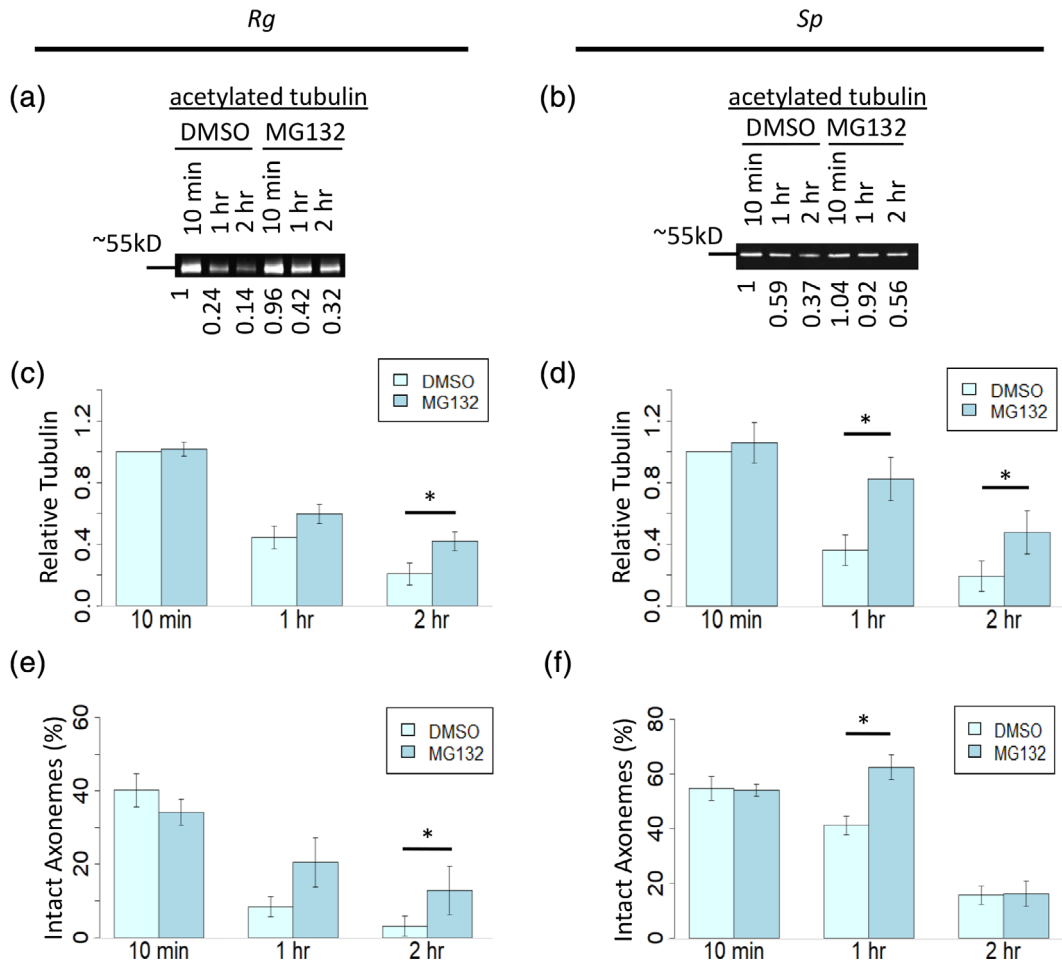 Rg
Sp
(a)
acetylated tubulin
DMSO MG132
10 min 1 hr 2 hr 10 min 1 hr 2 hr
~55kD
1 0.24 0.14 0.96 0.42 0.32
(b)
acetylated tubulin
DMSO MG132
10 min 1 hr 2 hr 10 min 1 hr 2 hr
~55kD
1 0.59 0.37 1.04 0.92 0.56
(c)
DMSO
MG132
Relative Tubulin
1.2
0.8
0.4
0.0
*
10 min 1 hr 2 hr
(d)
DMSO
MG132
Relative Tubulin
1.2
0.8
0.4
0.0
*
*
10 min 1 hr 2 hr
(e)
DMSO
MG132
Intact Axonemes (%)
60
40
20
0
*
10 min 1 hr 2 hr
(f)
DMSO
MG132
Intact Axonemes (%)
80
60
40
20
0
*
10 min 1 hr 2 hr